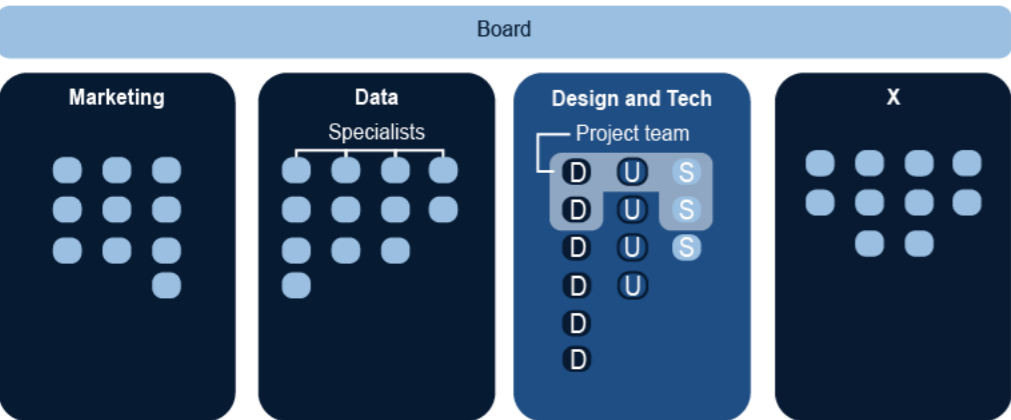 Board
Marketing
Data
Design and Tech
X
Specialists
Project team
D U S
D U S
D U S
D U
D
D